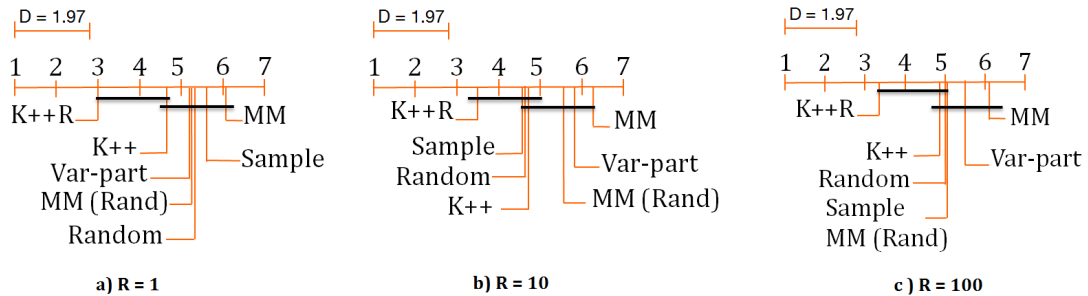 D = 1.97
1 2 3 4 5 6 7
K++R
MM
K++
Sample
Var-part
MM (Rand)
Random
a) R = 1
D = 1.97
1 2 3 4 5 6 7
K++R
MM
Sample
Var-part
Random
MM (Rand)
K++
b) R = 10
D = 1.97
1 2 3 4 5 6 7
K++R
MM
K++
Var-part
Random
Sample
MM (Rand)
c ) R = 100